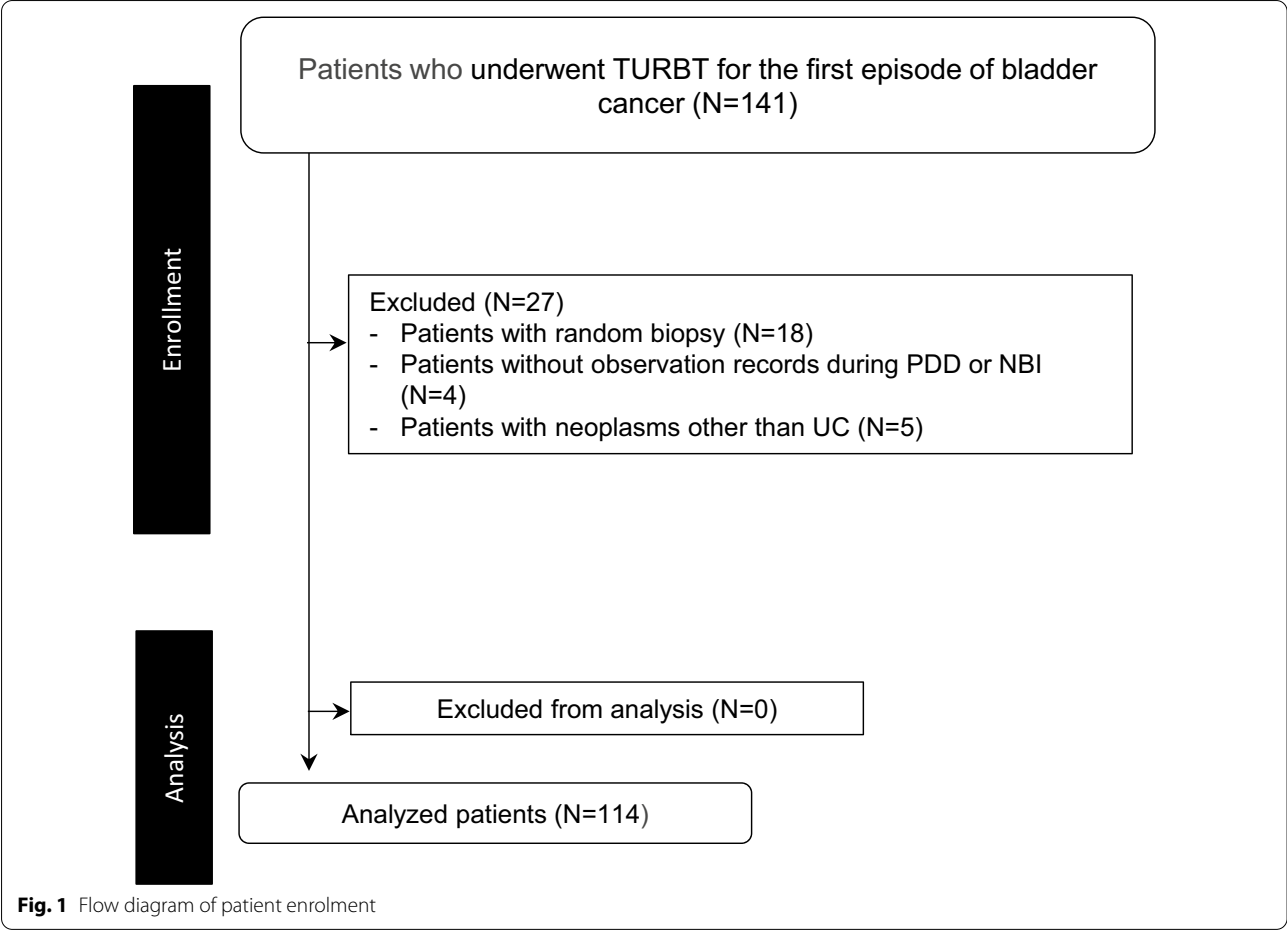 Patients who underwent TURBT for the first episode of bladder
cancer (N=141)
Enrollment
Excluded (N=27)
- Patients with random biopsy (N=18)
- Patients without observation records during PDD or NBI
(N=4)
- Patients with neoplasms other than UC (N=5)
Analysis
Excluded from analysis (N=0)
Analyzed patients (N=114)
Fig. 1 Flow diagram of patient enrolment